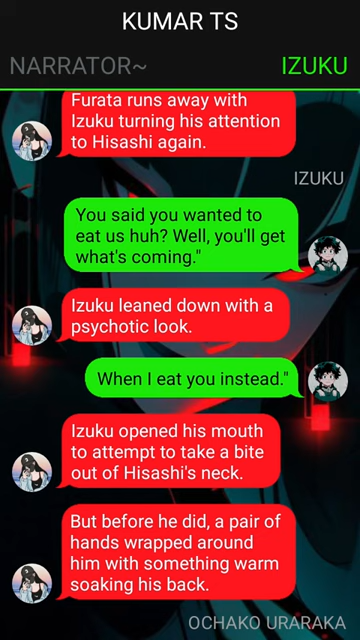 KUMAR TS
NARRATOR~ IZUKU
Furata runs away with
Izuku turning his attention
to Hisashi again.
IZUKU
You said you wanted to
eat us huh? Well, you'll get
what's coming."
Izuku leaned down with a
psychotic look.
When I eat you instead."
Izuku opened his mouth
to attempt to take a bite
out of Hisashi's neck.
But before he did, a pair of
hands wrapped around
him with something warm
soaking his back.
OCHAKO URARAKA